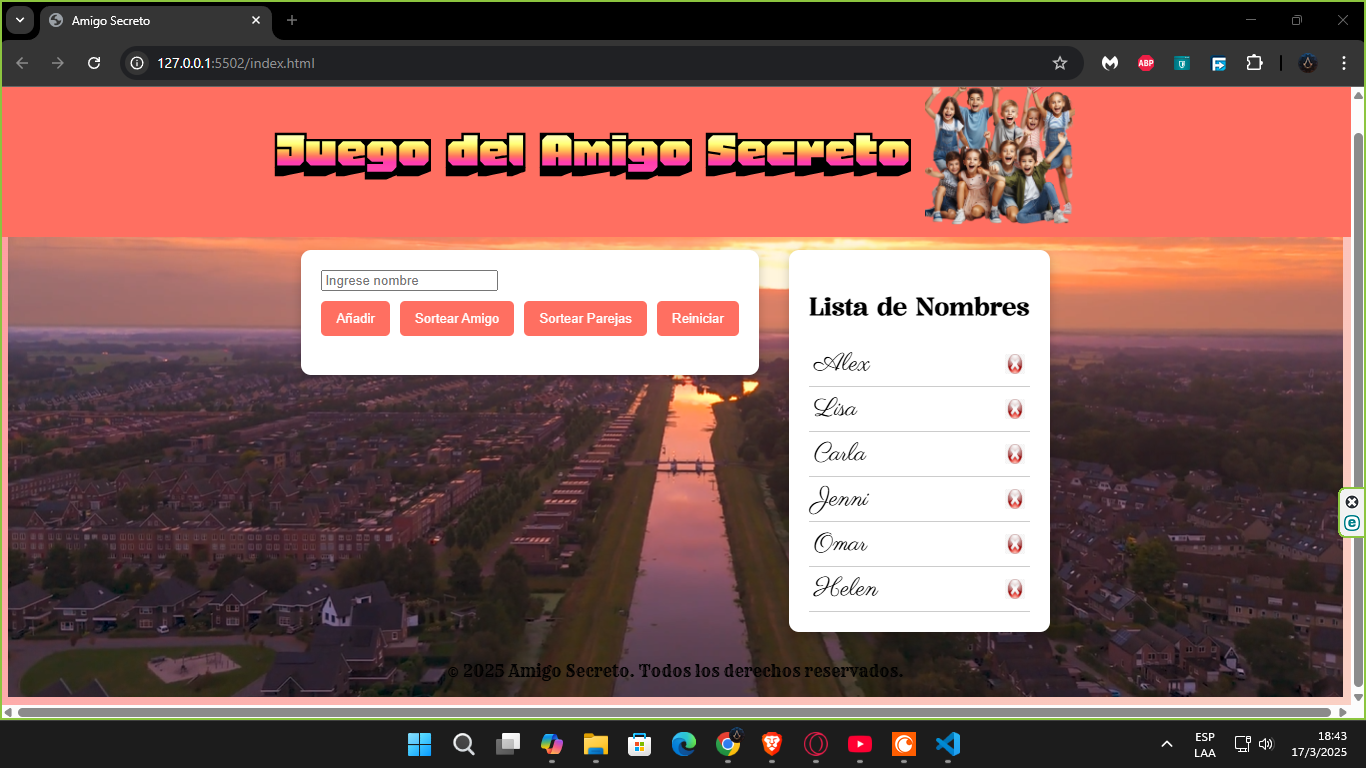 Amigo Secreto
127.0.0.1:5502/index.html
ABP
Juego del Amigo Secreto
Ingrese nombre
Añadir Sortear Amigo Sortear Parejas Reiniciar
Lista de Nombres
Alex
Lisa
Carla
Jenni
Omar
Helen
© 2025 Amigo Secreto. Todos los derechos reservados.
ESP
LAA
18:43
17/3/2025